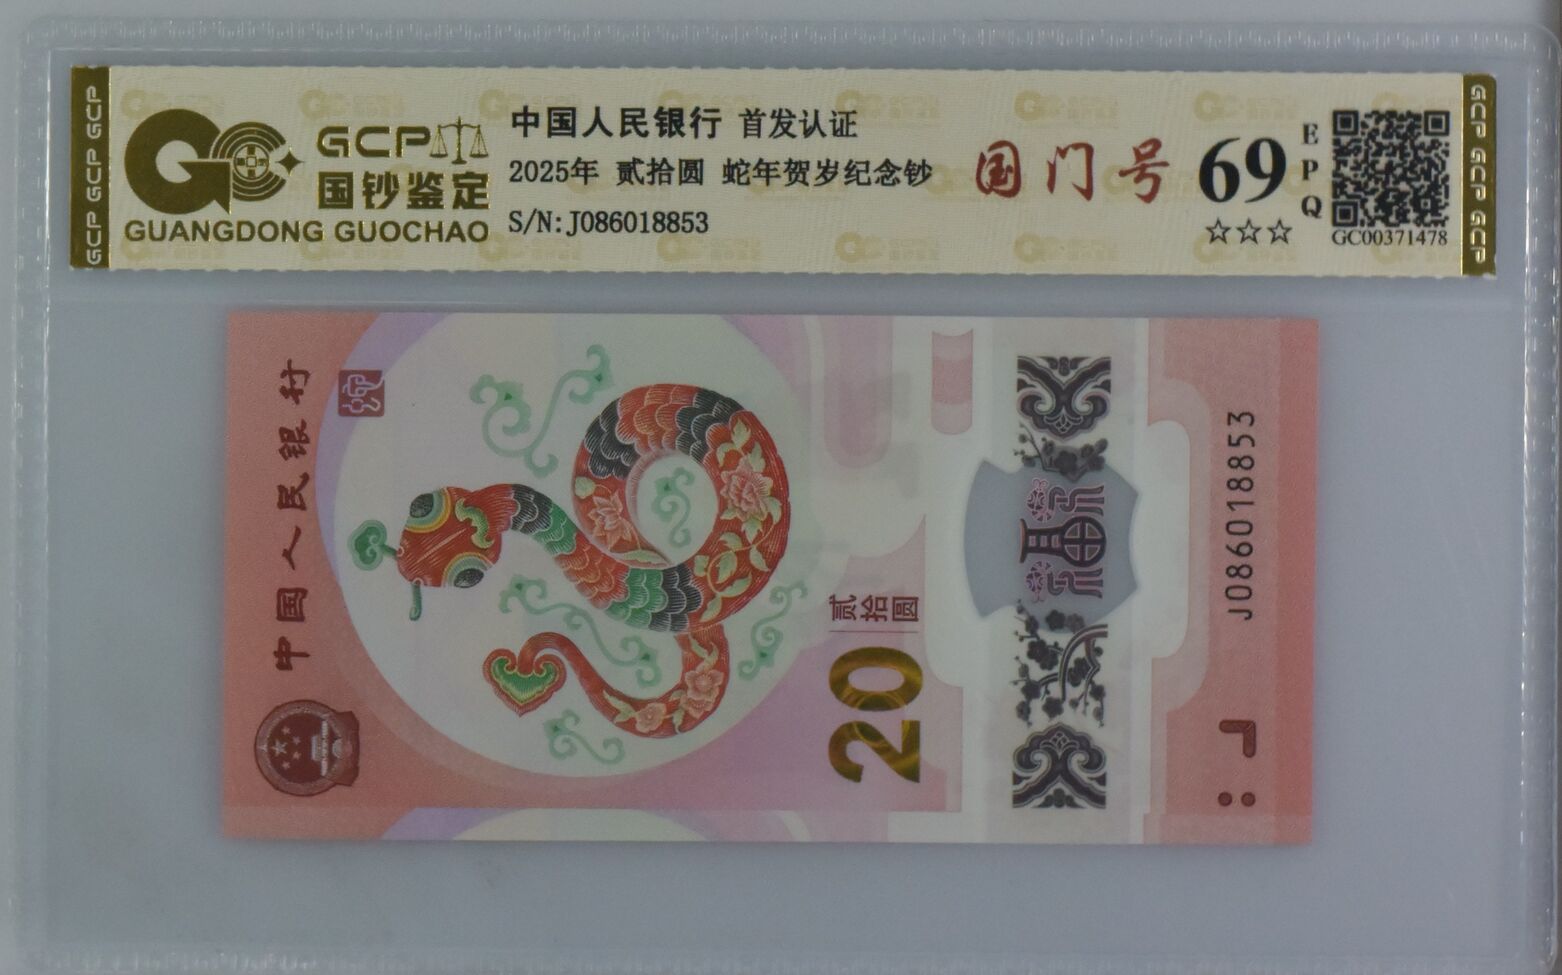 GCP GCP GCP
GCP
国钞鉴定
GUANGDONG GUOCHAO
中国人民银行 首发认证
2025年 贰拾圆 蛇年贺岁纪念钞
S/N:J086018853
国门号
69
EPQ
☆☆☆
GC00371478
GCP GCP GCP
中国人民银行
贰拾圆
20
J086018853